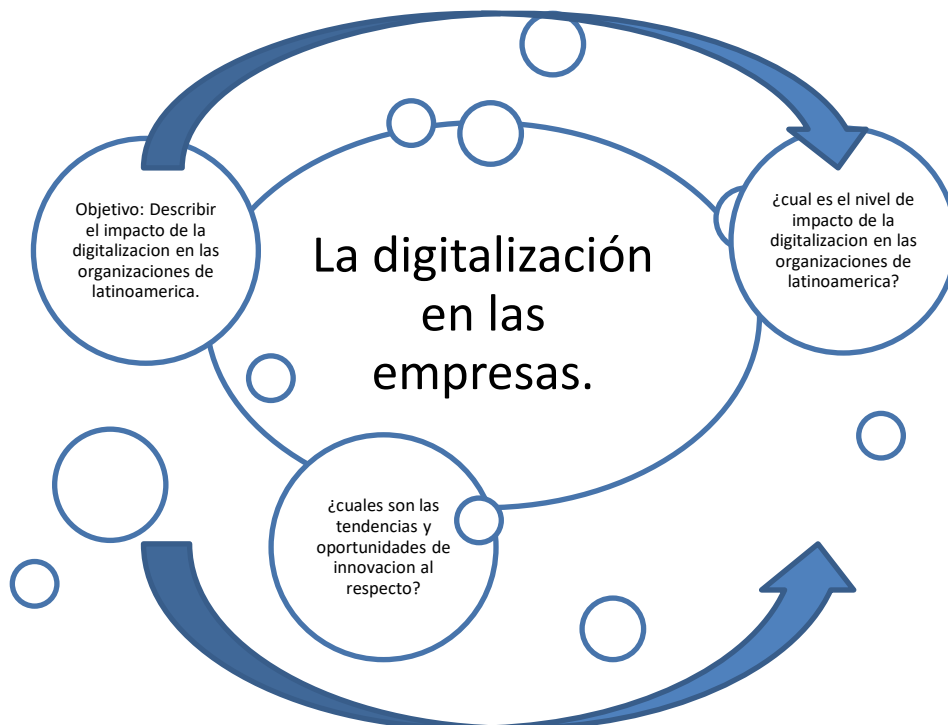 Objetivo: Describir
el impacto de la
digitalizacion en las
organizaciones de
latinoamerica.
La digitalización
en las
empresas.
¿cual es el nivel de
impacto de la
digitalizacion en las
organizaciones de
latinoamerica?
¿cuales son las
tendencias y
oportunidades de
innovacion al
respecto?